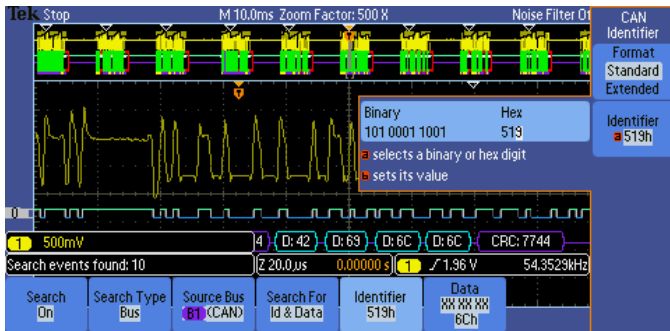 Tek Stop M 10.0ms Zoom Factor: 500 X Noise Filter Of
CAN
Identifier
Format
Standard
Extended
Identifier
a 519h
T
T
Binary Hex
101 0001 1001 519
a selects a binary or hex digit
b sets its value
D
4 D: 42 D: 69 D: 6C D: 6C CRC: 7744
1 500mV
Search events found: 10 Z 20.0µs 0.00000 s 1 1.96 V 54.3529kHz
Search
On
Search Type
Bus
Source Bus
B1 (CAN)
Search For
Id & Data
Identifier
519h
Data
XX XX XX
6Ch